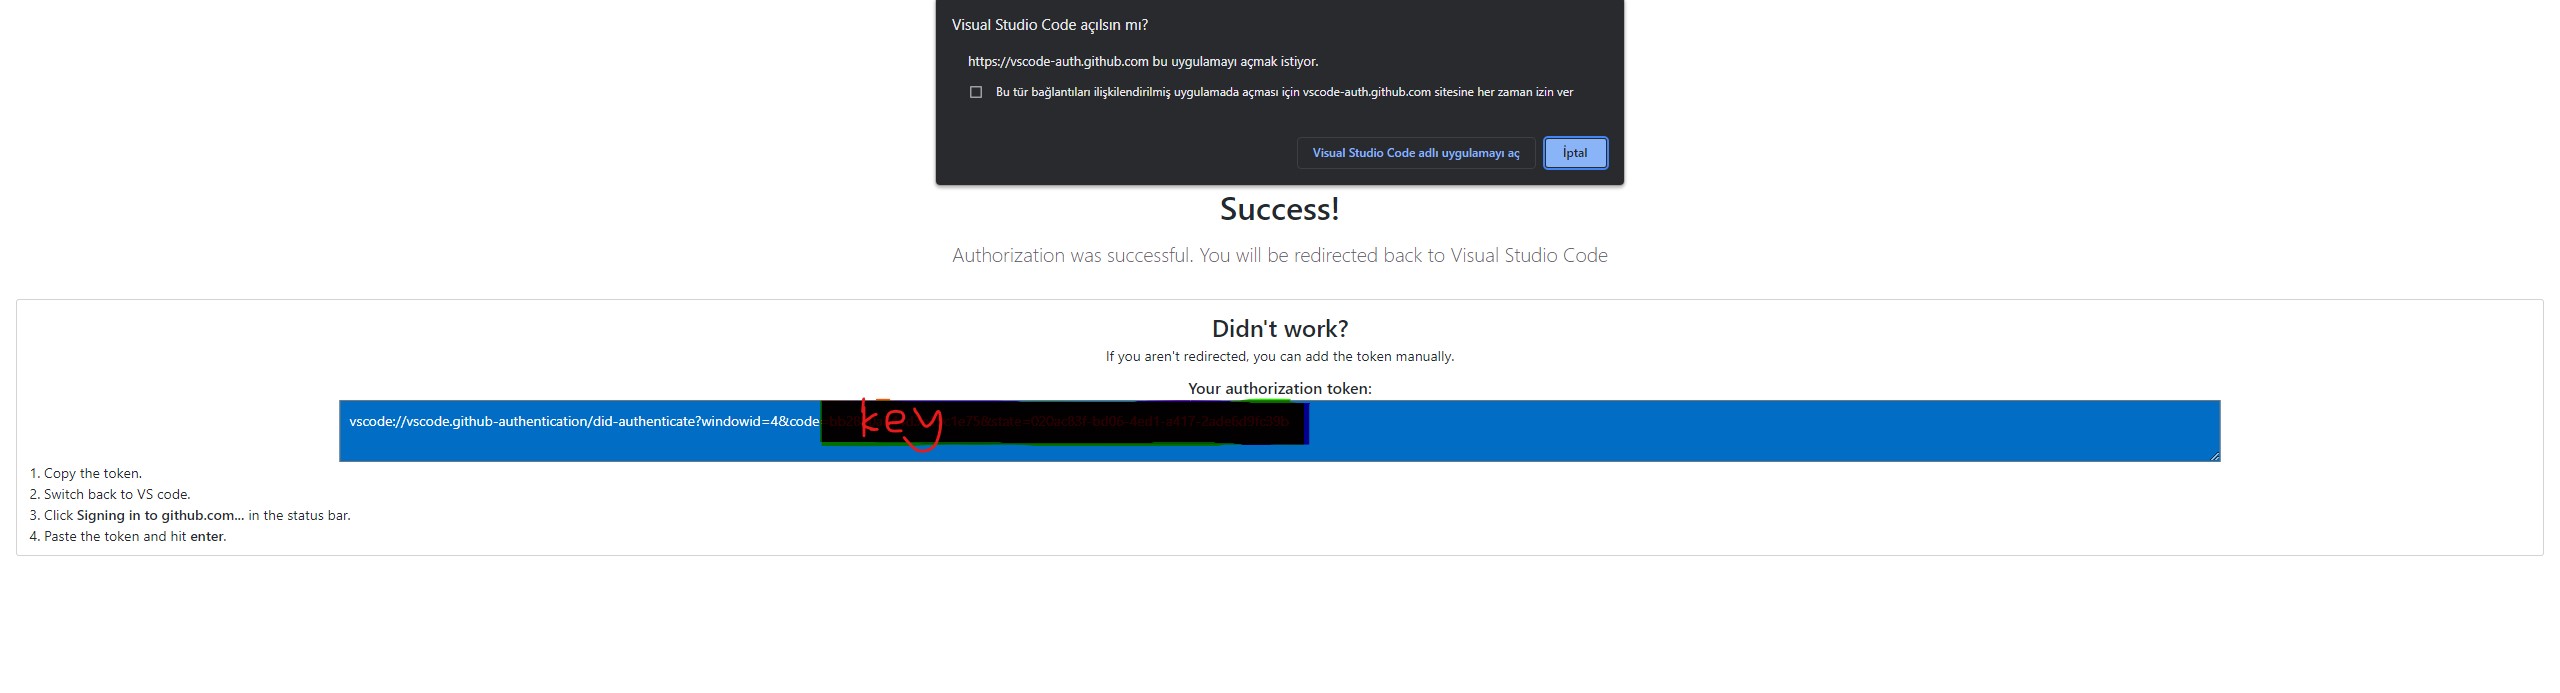 Visual Studio Code açılsın mı?
https://vscode-auth.github.com bu uygulamayı açmak istiyor.
Bu tür bağlantıları ilişkilendirilmiş uygulamada açması için vscode-auth.github.com sitesine her zaman izin ver
Visual Studio Code adlı uygulamayı aç İptal
Success!
Authorization was successful. You will be redirected back to Visual Studio Code
Didn't work?
If you aren't redirected, you can add the token manually.
Your authorization token:
vscode://vscode.github-authentication/did-authenticate?windowid=4&code
key
1. Copy the token.
2. Switch back to VS code.
3. Click Signing in to github.com... in the status bar.
4. Paste the token and hit enter.